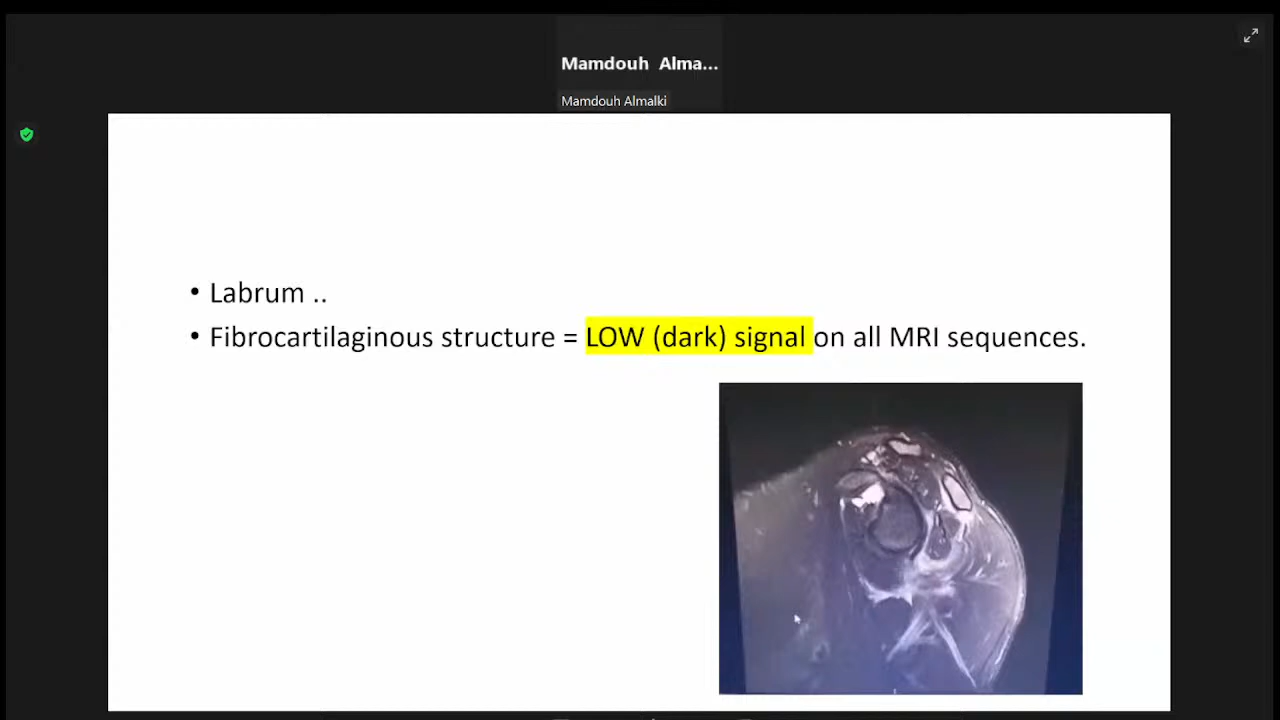 Mamdouh Alma...
Mamdouh Almalki
• Labrum ..
• Fibrocartilaginous structure = LOW (dark) signal on all MRI sequences.